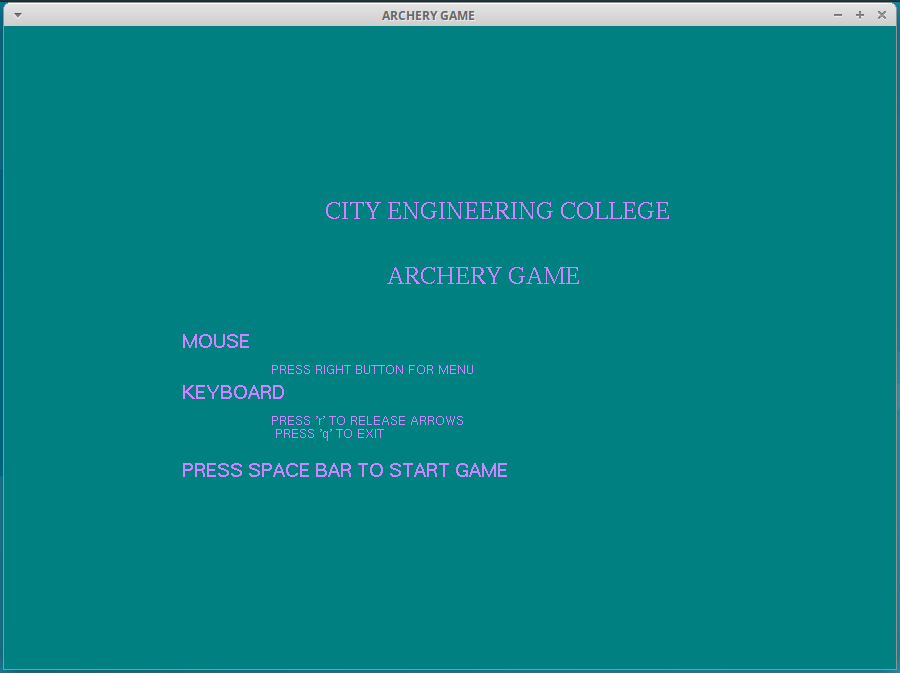 ARCHERY GAME
CITY ENGINEERING COLLEGE
ARCHERY GAME
MOUSE
PRESS RIGHT BUTTON FOR MENU
KEYBOARD
PRESS 'r' TO RELEASE ARROWS
PRESS 'q' TO EXIT
PRESS SPACE BAR TO START GAME